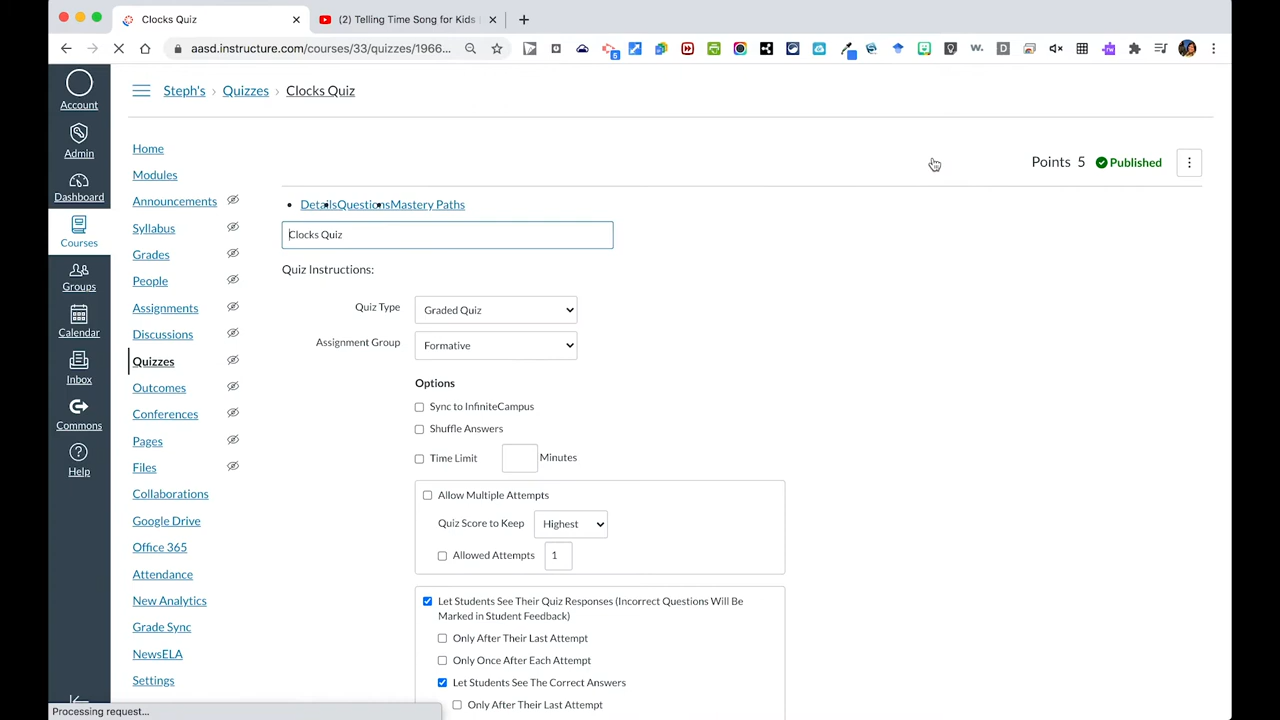 Clocks Quiz
(2) Telling Time Song for Kids
aasd.instructure.com/courses/33/quizzes/1966...
Account
Admin
Dashboard
Courses
Groups
Calendar
Inbox
Commons
Help
Steph's > Quizzes > Clocks Quiz
Home
Modules
Announcements
Syllabus
Grades
People
Assignments
Discussions
Quizzes
Outcomes
Conferences
Pages
Files
Collaborations
Google Drive
Office 365
Attendance
New Analytics
Grade Sync
NewsELA
Settings
Points 5 Published
Details Questions Mastery Paths
Clocks Quiz
Quiz Instructions:
Quiz Type Graded Quiz
Assignment Group Formative
Options
Sync to InfiniteCampus
Shuffle Answers
Time Limit Minutes
Allow Multiple Attempts
Quiz Score to Keep Highest
Allowed Attempts 1
Let Students See Their Quiz Responses (Incorrect Questions Will Be
Marked in Student Feedback)
Only After Their Last Attempt
Only Once After Each Attempt
Let Students See The Correct Answers
Only After Their Last Attempt
Processing request...